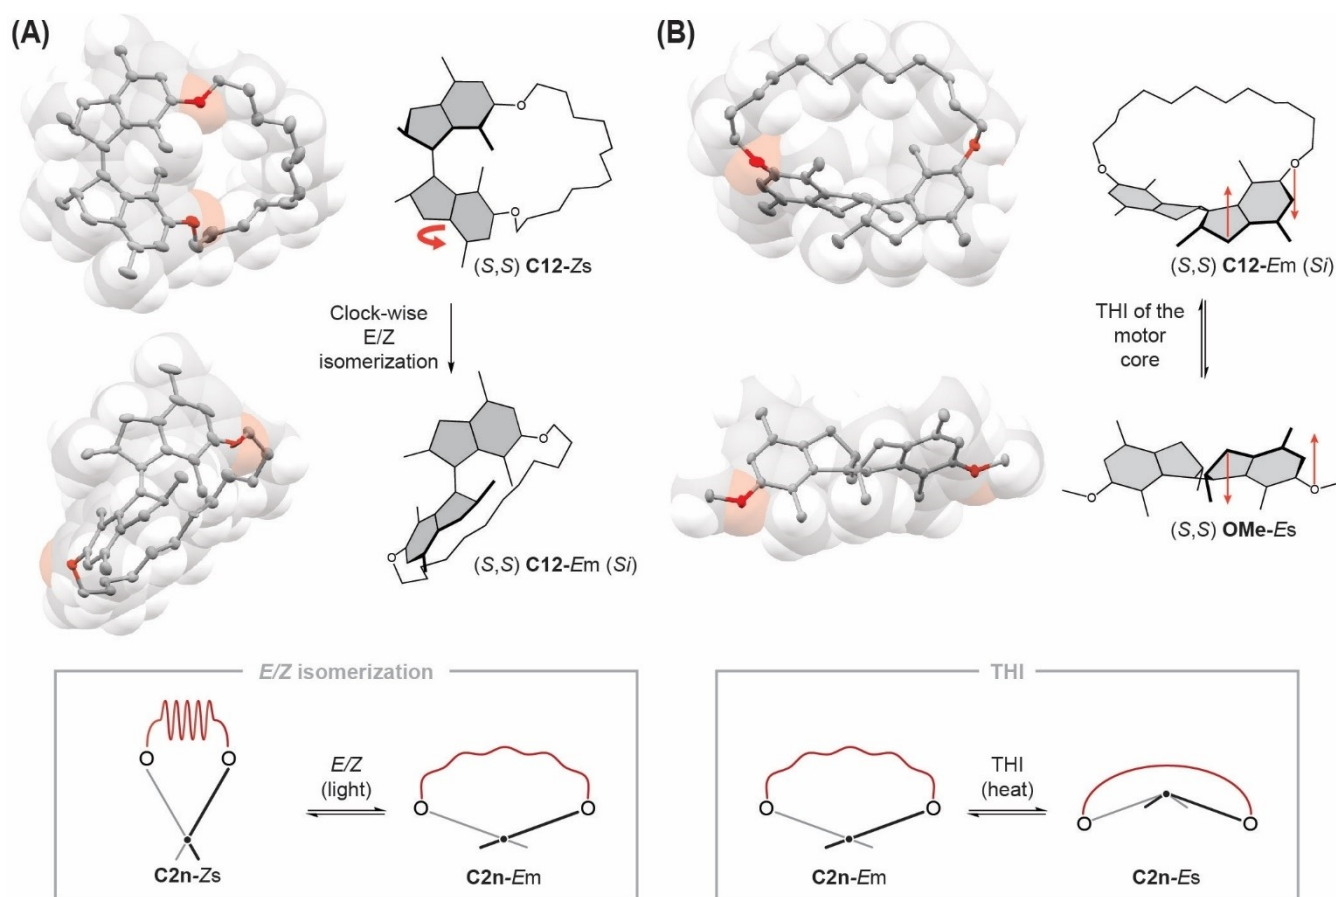 (A)
O
O
(S,S) C12-Zs
Clock-wise
E/Z
isomerization
O
O
(S,S) C12-Em (Si)
(B)
O
O
(S,S) C12-Em (Si)
THI of the
motor
core
O
O
(S,S) OMe-Es
E/Z isomerization
O O
E/Z
(light)
O O
C2n-Zs
C2n-Em
THI
O O
THI
(heat)
O O
C2n-Em
C2n-Es